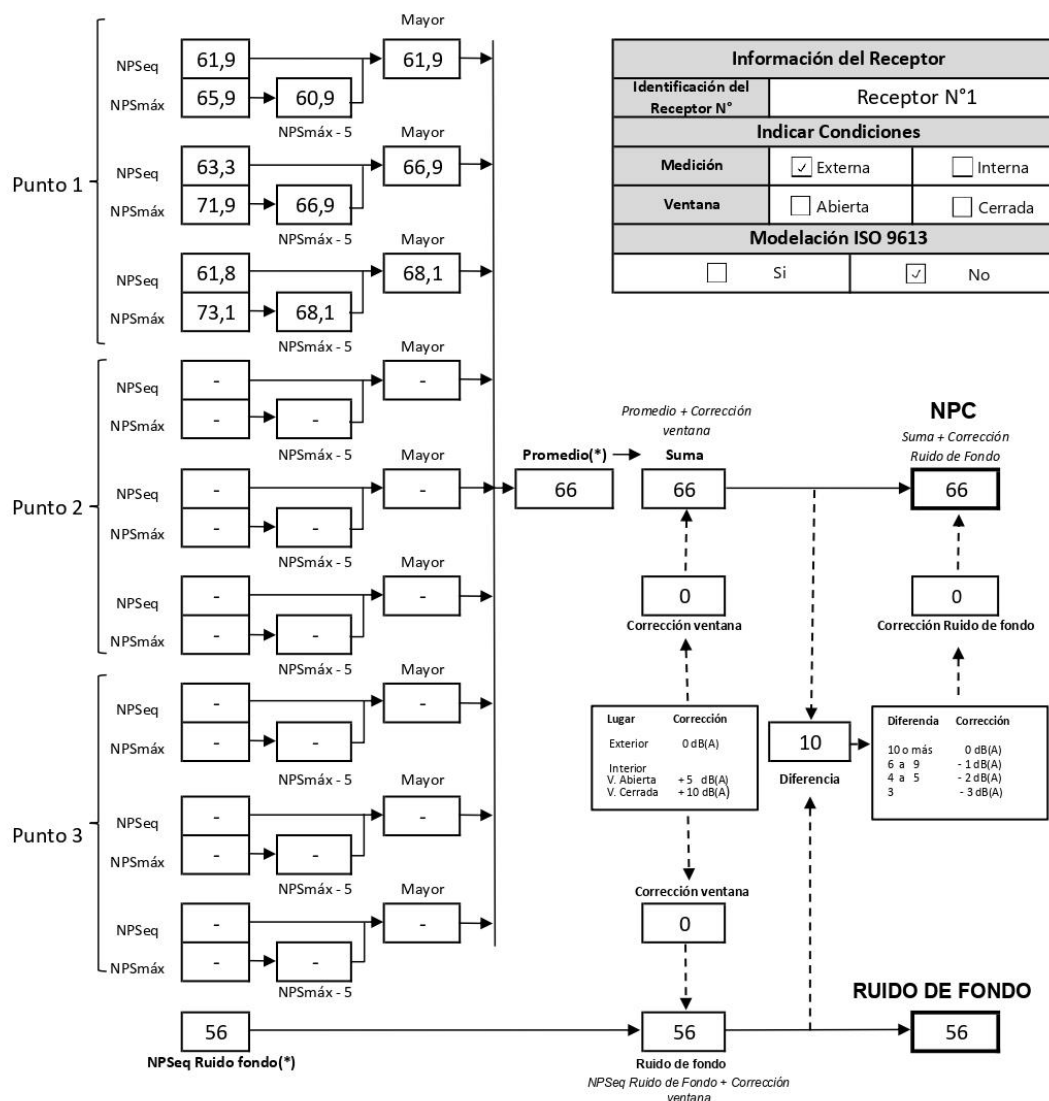 Mayor
NPSeq 61,9 61,9
NPSmáx 65,9 60,9
NPSmáx - 5
Mayor
Punto 1
NPSeq 63,3 66,9
NPSmáx 71,9 66,9
NPSmáx - 5
Mayor
NPSeq 61,8 68,1
NPSmáx 73,1 68,1
NPSmáx - 5
Mayor
NPSeq - -
NPSmáx - -
NPSmáx - 5
Mayor
Punto 2
NPSeq - -
NPSmáx - -
NPSmáx - 5
Mayor
NPSeq - -
NPSmáx - -
NPSmáx - 5
Mayor
NPSeq - -
NPSmáx - -
NPSmáx - 5
Mayor
Punto 3
NPSeq - -
NPSmáx - -
NPSmáx - 5
Mayor
NPSeq - -
NPSmáx - -
NPSmáx - 5
56
NPSeq Ruido fondo(*)
Información del Receptor
Identificación del
Receptor N°
Receptor N°1
Indicar Condiciones
Medición ✓ Externa Interna
Ventana Abierta Cerrada
Modelación ISO 9613
Si ✓ No
Promedio(*)
66
Promedio + Corrección
ventana
Suma
66
0
Corrección ventana
Lugar Corrección
Exterior 0 dB(A)
Interior
V. Abierta + 5 dB(A)
V. Cerrada + 10 dB(A)
Corrección ventana
0
56
Ruido de fondo
NPSeq Ruido de Fondo + Corrección
ventana
10
Diferencia
NPC
Suma + Corrección
Ruido de Fondo
66
0
Corrección Ruido de fondo
Diferencia Corrección
10 o más 0 dB(A)
6 a 9 - 1 dB(A)
4 a 5 - 2 dB(A)
3 - 3 dB(A)
RUIDO DE FONDO
56